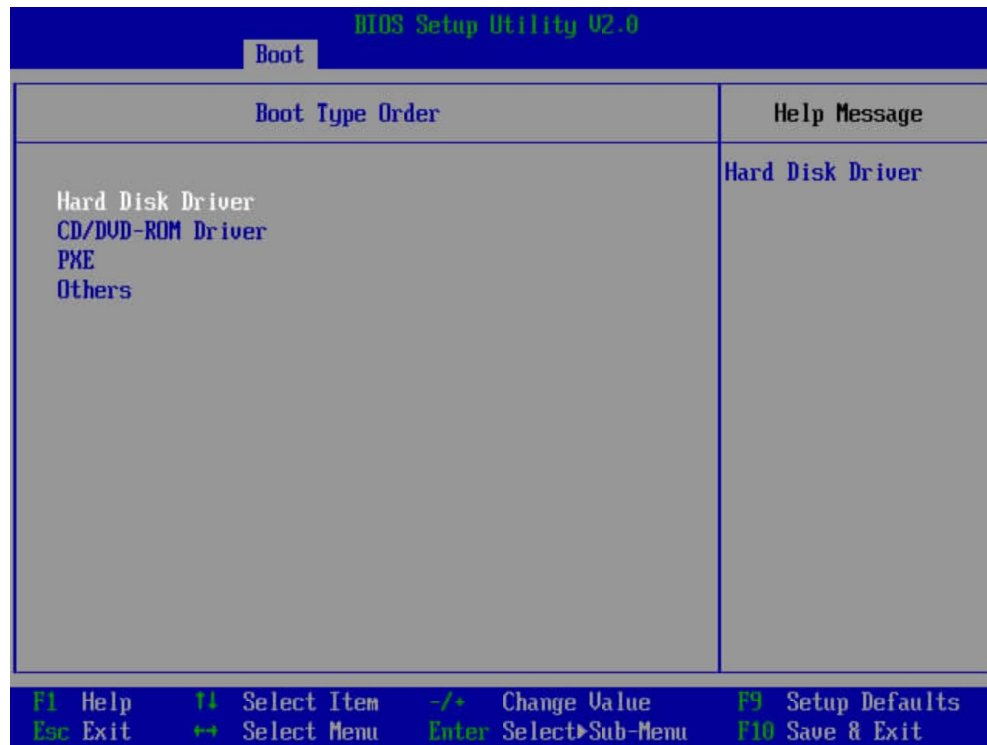 BIOS Setup Utility V2.0
Boot
Boot Type Order
Help Message
Hard Disk Driver
Hard Disk Driver
CD/DVD-ROM Driver
PXE
Others
F1 Help ↑↓ Select Item -/+ Change Value F9 Setup Defaults
Esc Exit ↔ Select Menu Enter Select▶Sub-Menu F10 Save & Exit